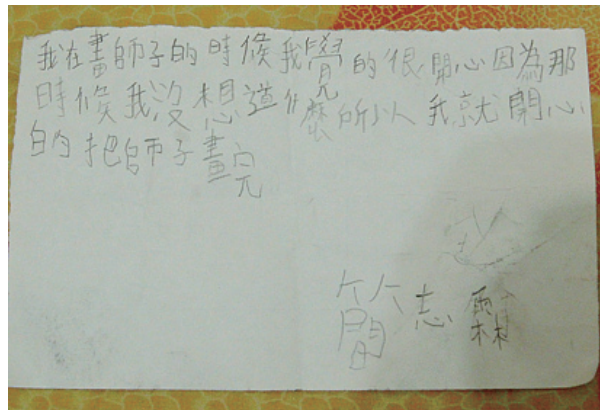 我在畫師子的時候我覺的很開心因為那
時候我沒想道什麼所以我就開心
的把師子畫完
簡志霖